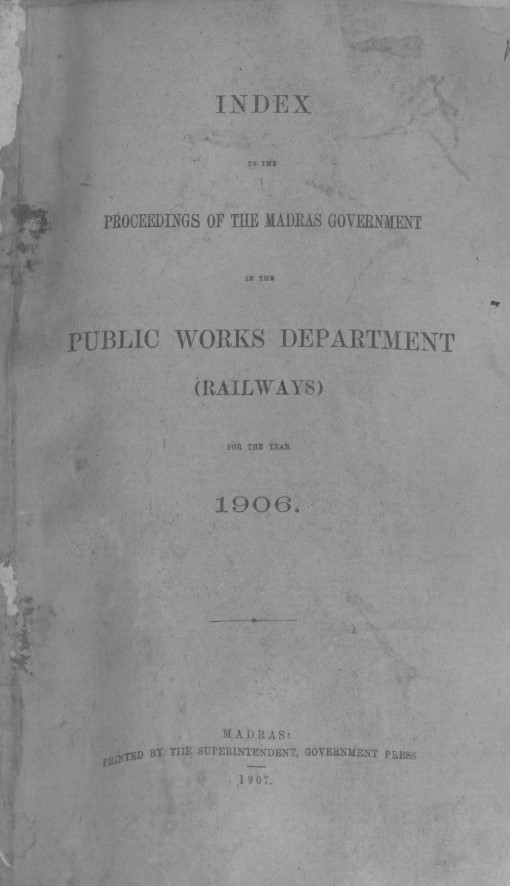 INDEX
TO THE
PROCEEDINGS OF THE MADRAS GOVERNMENT
IN THE
PUBLIC WORKS DEPARTMENT
(RAILWAYS)
FOR THE YEAR
1906.
MADRAS:
PRINTED BY THE SUPERINTENDENT, GOVERNMENT PRESS
1907.